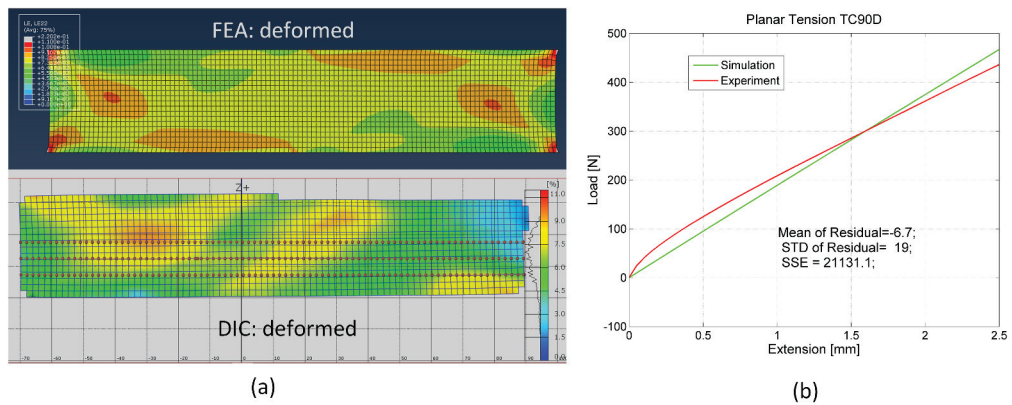 FEA: deformed
LE, LE22
(Avg: 75%)
Z+
[%]
11.0
9.0
7.5
6.0
4.5
3.0
1.5
0.0
DIC: deformed
-70 -60 -50 -40 -30 -20 -10 0 10 20 30 40 50 60 70 80 90
(a)
Planar Tension TC90D
500
400
300
200
100
0
-100
Load [N]
Simulation
Experiment
Mean of Residual=-6.7;
STD of Residual= 19;
SSE = 21131.1;
0 0.5 1 1.5 2 2.5
Extension [mm]
(b)